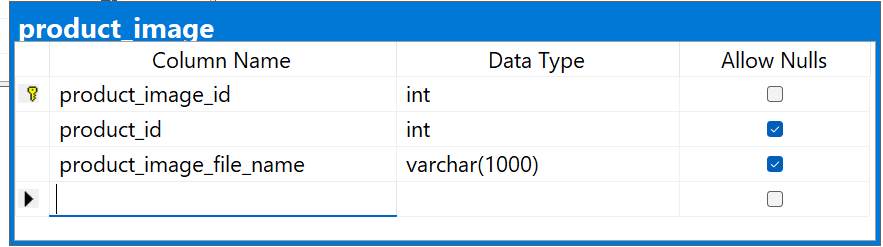 product_image
Column Name Data Type Allow Nulls
product_image_id int
product_id int
product_image_file_name varchar(1000)